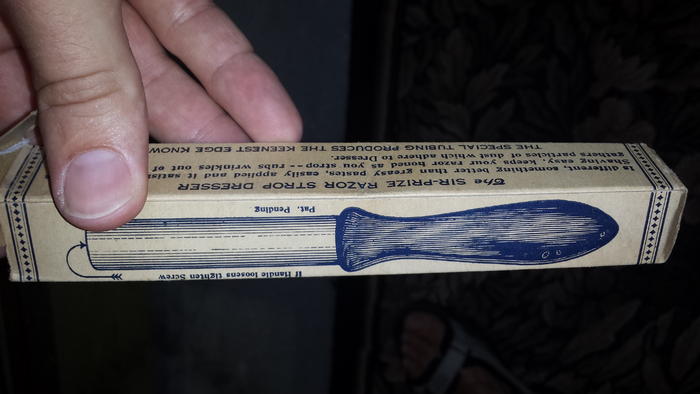 If Handle loosens tighten Screw
Pat. Pending
The SIR-PRIZE RAZOR STROP DRESSER
is different, something better than greasy pastes, easily applied and it
Shaving easy. Keeps your razor honed as you strop -- rubs wrinkles out of
gathers particles of dust which adhere to Dresser.
THE SPECIAL TUBING PRODUCES THE KEENEST EDGE KNOW